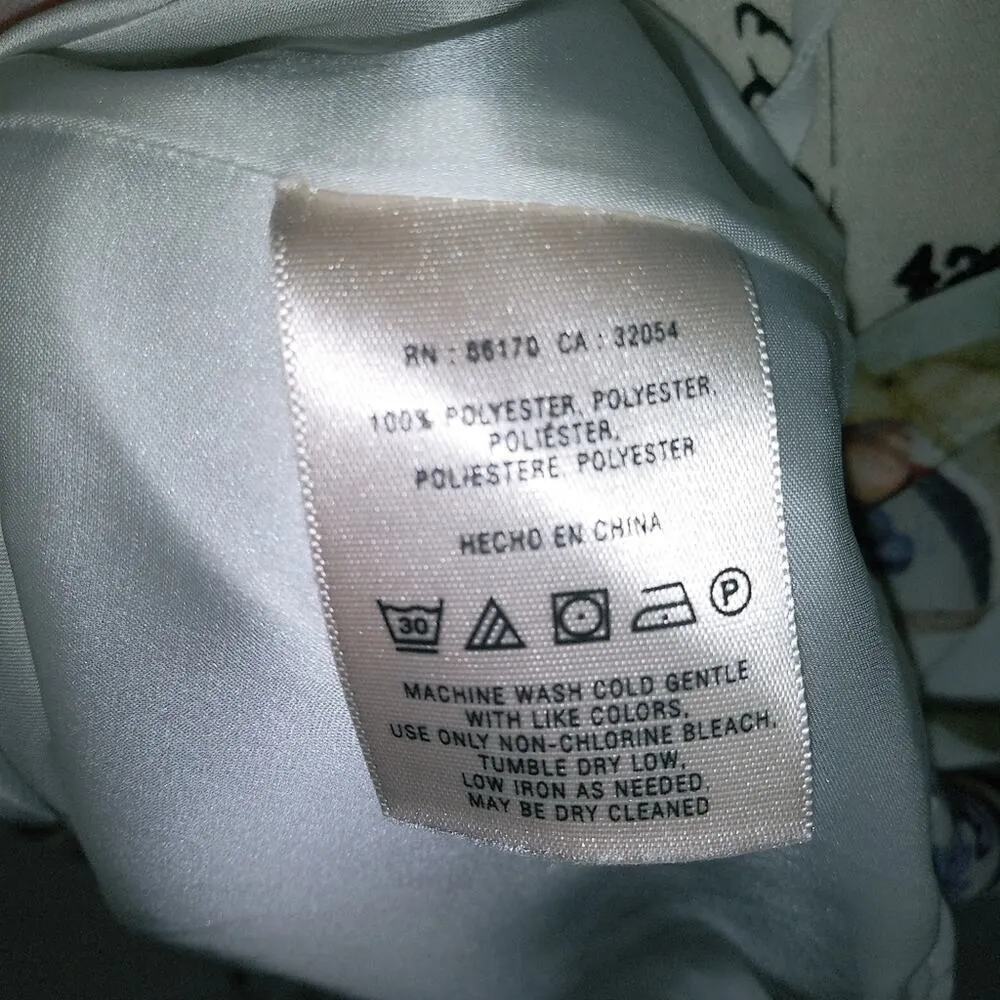 RN : 86170 CA : 32054
100% POLYESTER, POLYESTER,
POLIÉSTER,
POLIESTERE, POLYESTER
HECHO EN CHINA
30
P
MACHINE WASH COLD GENTLE
WITH LIKE COLORS,
USE ONLY NON-CHLORINE BLEACH,
TUMBLE DRY LOW,
LOW IRON AS NEEDED
MAY BE DRY CLEANED